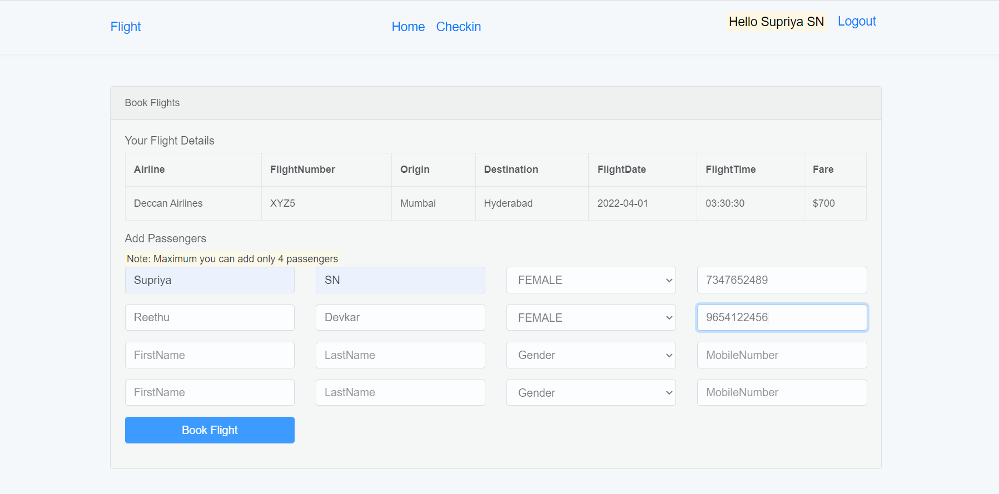 Flight Home Checkin Hello Supriya SN Logout
Book Flights
Your Flight Details
Airline FlightNumber Origin Destination FlightDate FlightTime Fare
Deccan Airlines XYZ5 Mumbai Hyderabad 2022-04-01 03:30:30 $700
Add Passengers
Note: Maximum you can add only 4 passengers
Supriya SN FEMALE 7347652489
Reethu Devkar FEMALE 9654122456
FirstName LastName Gender MobileNumber
FirstName LastName Gender MobileNumber
Book Flight